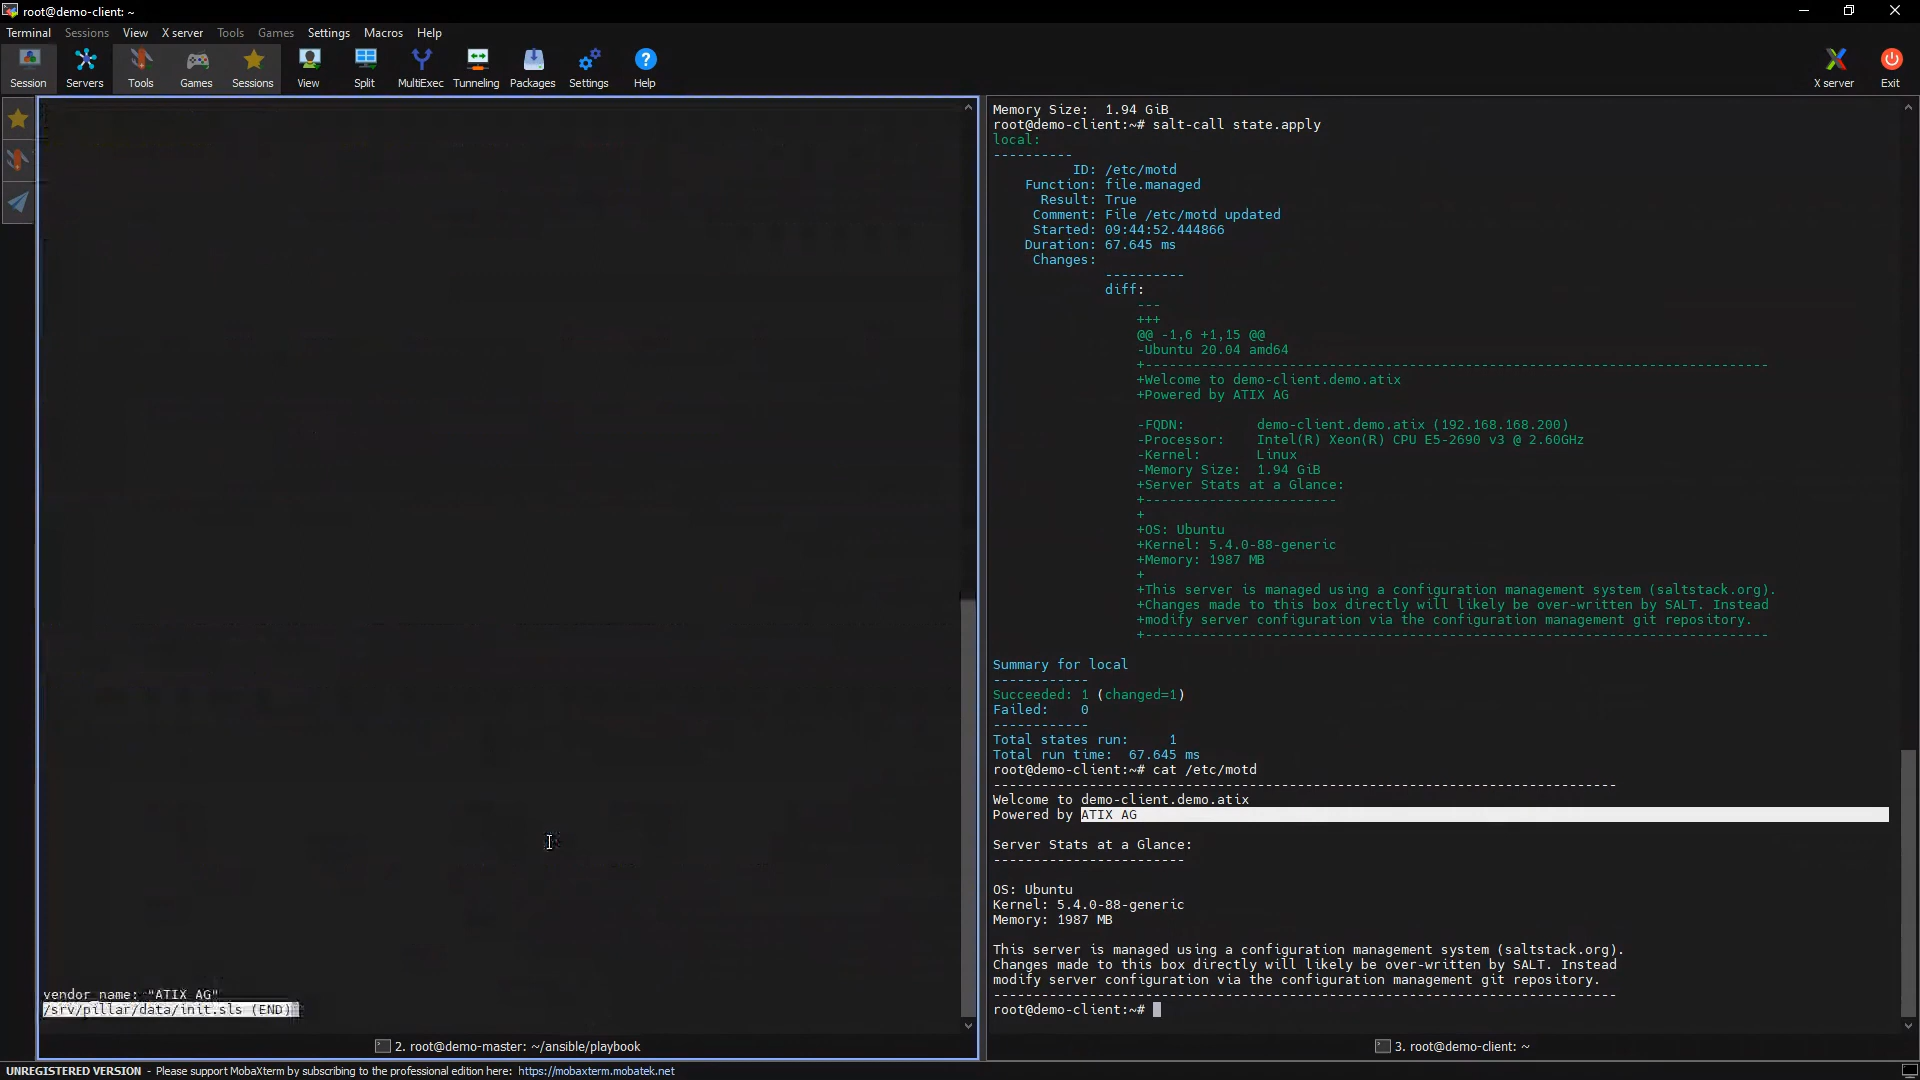 root@demo-client: ~
Terminal Sessions View X server Tools Games Settings Macros Help
Session Servers Tools Games Sessions View Split MultiExec Tunneling Packages Settings Help X server Exit
vendor_name: "ATIX AG"
/srv/pillar/data/init.sls (END)
2. root@demo-master: ~/ansible/playbook
Memory Size:  1.94 GiB
root@demo-client:~# salt-call state.apply
local:
----------
          ID: /etc/motd
    Function: file.managed
      Result: True
     Comment: File /etc/motd updated
     Started: 09:44:52.444866
    Duration: 67.645 ms
     Changes:
              ----------
              diff:
                  ---
                  +++
                  @@ -1,6 +1,15 @@
                  -Ubuntu 20.04 amd64
                  +------------------------------------------------------------------------------
                  +Welcome to demo-client.demo.atix
                  +Powered by ATIX AG
                  -FQDN:         demo-client.demo.atix (192.168.168.200)
                  -Processor:    Intel(R) Xeon(R) CPU E5-2690 v3 @ 2.60GHz
                  -Kernel:       Linux
                  -Memory Size:  1.94 GiB
                  +Server Stats at a Glance:
                  +------------------------
                  +
                  +OS: Ubuntu
                  +Kernel: 5.4.0-88-generic
                  +Memory: 1987 MB
                  +
                  +This server is managed using a configuration management system (saltstack.org).
                  +Changes made to this box directly will likely be over-written by SALT. Instead
                  +modify server configuration via the configuration management git repository.
                  +------------------------------------------------------------------------------
Summary for local
------------
Succeeded: 1 (changed=1)
Failed:    0
------------
Total states run:     1
Total run time:  67.645 ms
root@demo-client:~# cat /etc/motd
------------------------------------------------------------------------------
Welcome to demo-client.demo.atix
Powered by ATIX AG
Server Stats at a Glance:
------------------------
OS: Ubuntu
Kernel: 5.4.0-88-generic
Memory: 1987 MB
This server is managed using a configuration management system (saltstack.org).
Changes made to this box directly will likely be over-written by SALT. Instead
modify server configuration via the configuration management git repository.
------------------------------------------------------------------------------
root@demo-client:~#
3. root@demo-client: ~
UNREGISTERED VERSION - Please support MobaXterm by subscribing to the professional edition here: https://mobaxterm.mobatek.net